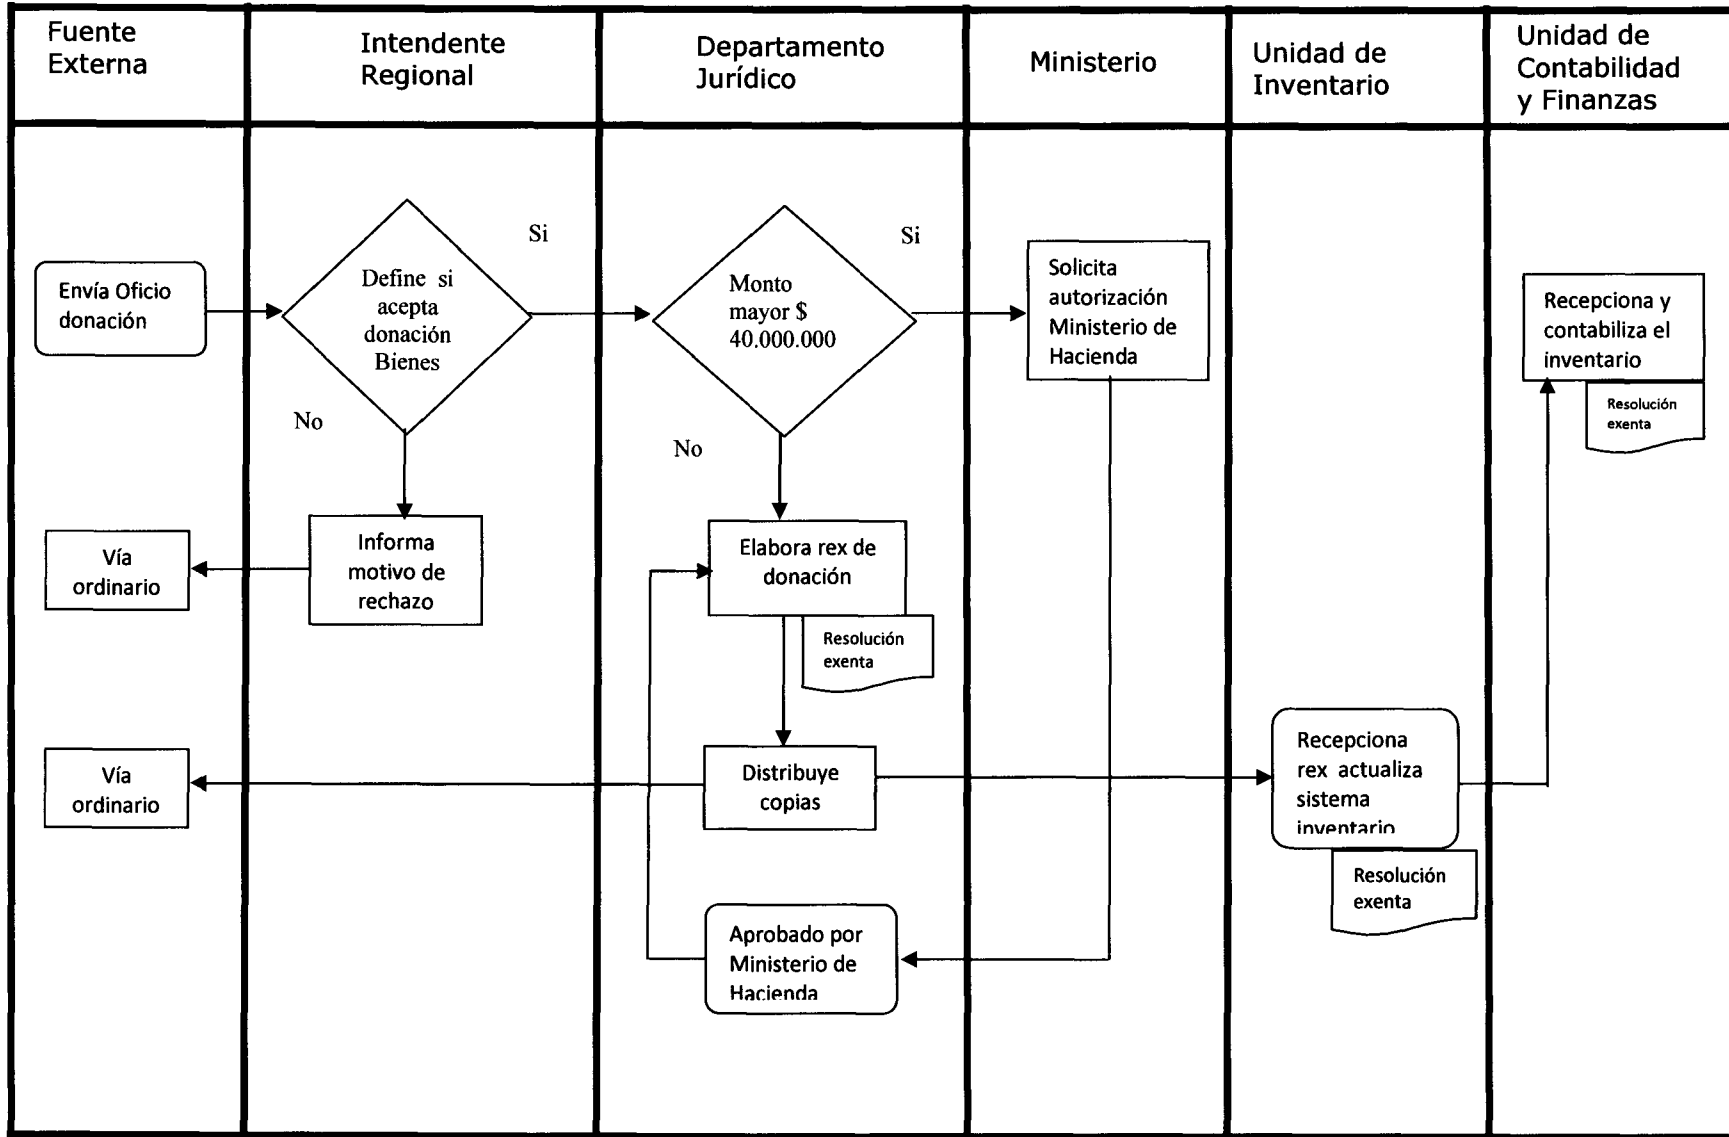 Fuente
Externa
Intendente
Regional
Departamento
Jurídico
Ministerio
Unidad de
Inventario
Unidad de
Contabilidad
y Finanzas
Envía Oficio
donación
Define si
acepta
donación
Bienes
Si
No
Monto
mayor $
40.000.000
Si
No
Solicita
autorización
Ministerio de
Hacienda
Recepciona y
contabiliza el
inventario
Resolución
exenta
Vía
ordinario
Informa
motivo de
rechazo
Elabora rex de
donación
Resolución
exenta
Vía
ordinario
Distribuye
copias
Recepciona
rex actualiza
sistema
inventario
Resolución
exenta
Aprobado por
Ministerio de
Hacienda